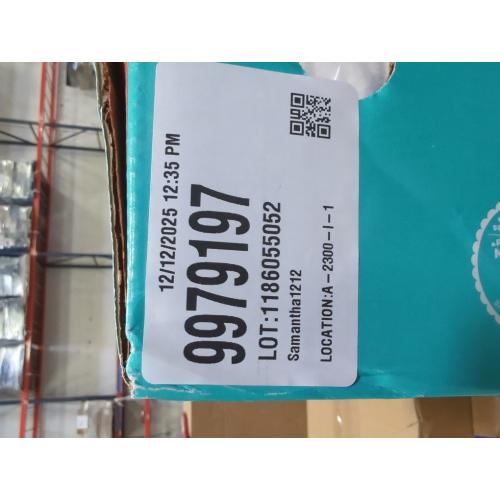 12/12/2025 12:35 PM
9979197
LOT:1186055052
Samantha1212
LOCATION:A - 2300 - I - 1